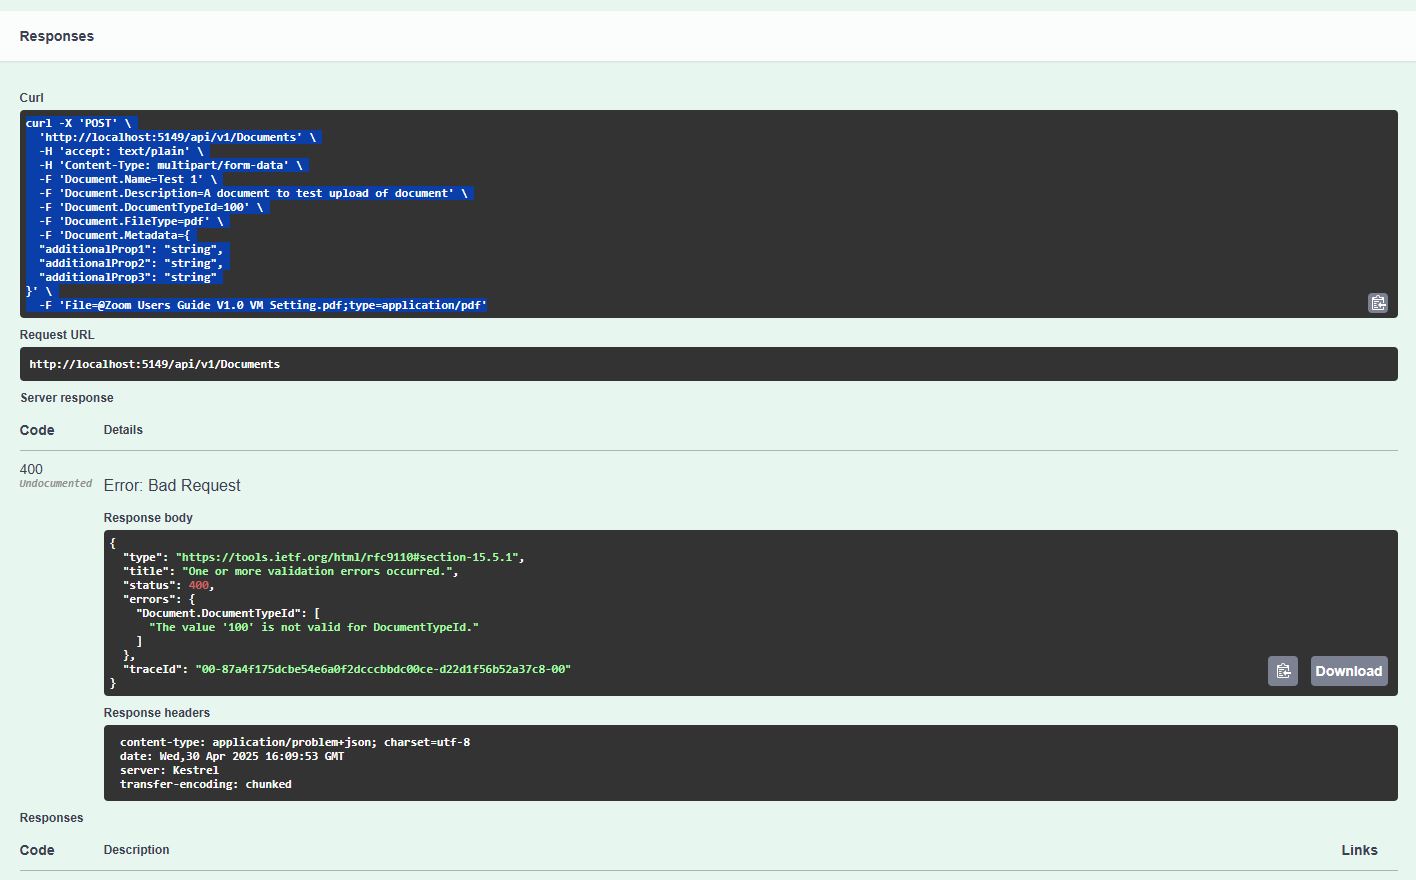 Responses
Curl
curl -X 'POST' \
  'http://localhost:5149/api/v1/Documents' \
  -H 'accept: text/plain' \
  -H 'Content-Type: multipart/form-data' \
  -F 'Document.Name=Test 1' \
  -F 'Document.Description=A document to test upload of document' \
  -F 'Document.DocumentTypeId=100' \
  -F 'Document.FileType=pdf' \
  -F 'Document.Metadata={
  "additionalProp1": "string",
  "additionalProp2": "string",
  "additionalProp3": "string"
}' \
  -F 'File=@Zoom Users Guide V1.0 VM Setting.pdf;type=application/pdf'
Request URL
http://localhost:5149/api/v1/Documents
Server response
Code Details
400
Undocumented
Error: Bad Request
Response body
{
  "type": "https://tools.ietf.org/html/rfc9110#section-15.5.1",
  "title": "One or more validation errors occurred.",
  "status": 400,
  "errors": {
    "Document.DocumentTypeId": [
      "The value '100' is not valid for DocumentTypeId."
    ]
  },
  "traceId": "00-87a4f175dcbe54e6a0f2dcccbbdc00ce-d22d1f56b52a37c8-00"
}
Download
Response headers
content-type: application/problem+json; charset=utf-8
date: Wed,30 Apr 2025 16:09:53 GMT
server: Kestrel
transfer-encoding: chunked
Responses
Code Description Links